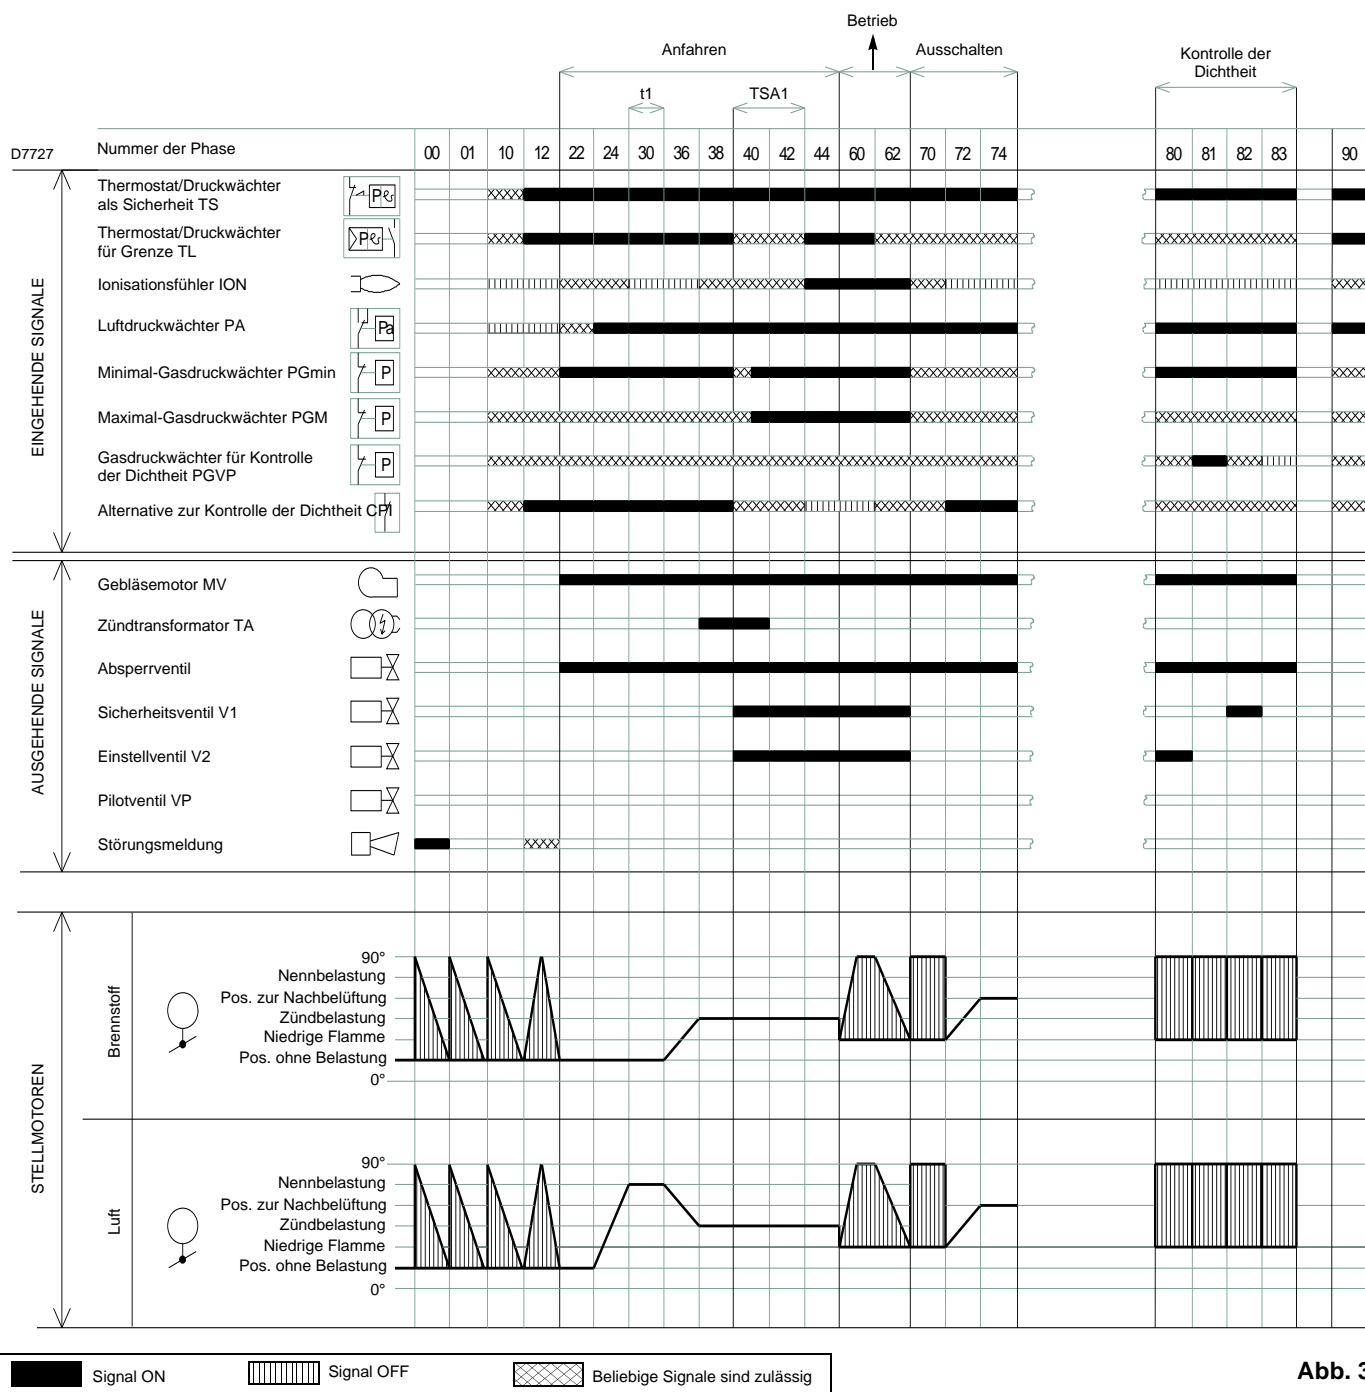 Betrieb
Anfahren
Ausschalten
Kontrolle der
Dichtheit
t1
TSA1
D7727
Nummer der Phase
00 01 10 12 22 24 30 36 38 40 42 44 60 62 70 72 74 80 81 82 83 90
EINGEHENDE SIGNALE
Thermostat/Druckwächter
als Sicherheit TS
P
Thermostat/Druckwächter
für Grenze TL
P
Ionisationsfühler ION
Luftdruckwächter PA
Pa
Minimal-Gasdruckwächter PGmin
P
Maximal-Gasdruckwächter PGM
P
Gasdruckwächter für Kontrolle
der Dichtheit PGVP
P
Alternative zur Kontrolle der Dichtheit CPI
AUSGEHENDE SIGNALE
Gebläsemotor MV
Zündtransformator TA
Absperrventil
Sicherheitsventil V1
Einstellventil V2
Pilotventil VP
Störungsmeldung
STELLMOTOREN
Brennstoff
90°
Nennbelastung
Pos. zur Nachbelüftung
Zündbelastung
Niedrige Flamme
Pos. ohne Belastung
0°
Luft
90°
Nennbelastung
Pos. zur Nachbelüftung
Zündbelastung
Niedrige Flamme
Pos. ohne Belastung
0°
Signal ON
Signal OFF
Beliebige Signale sind zulässig
Abb. 3